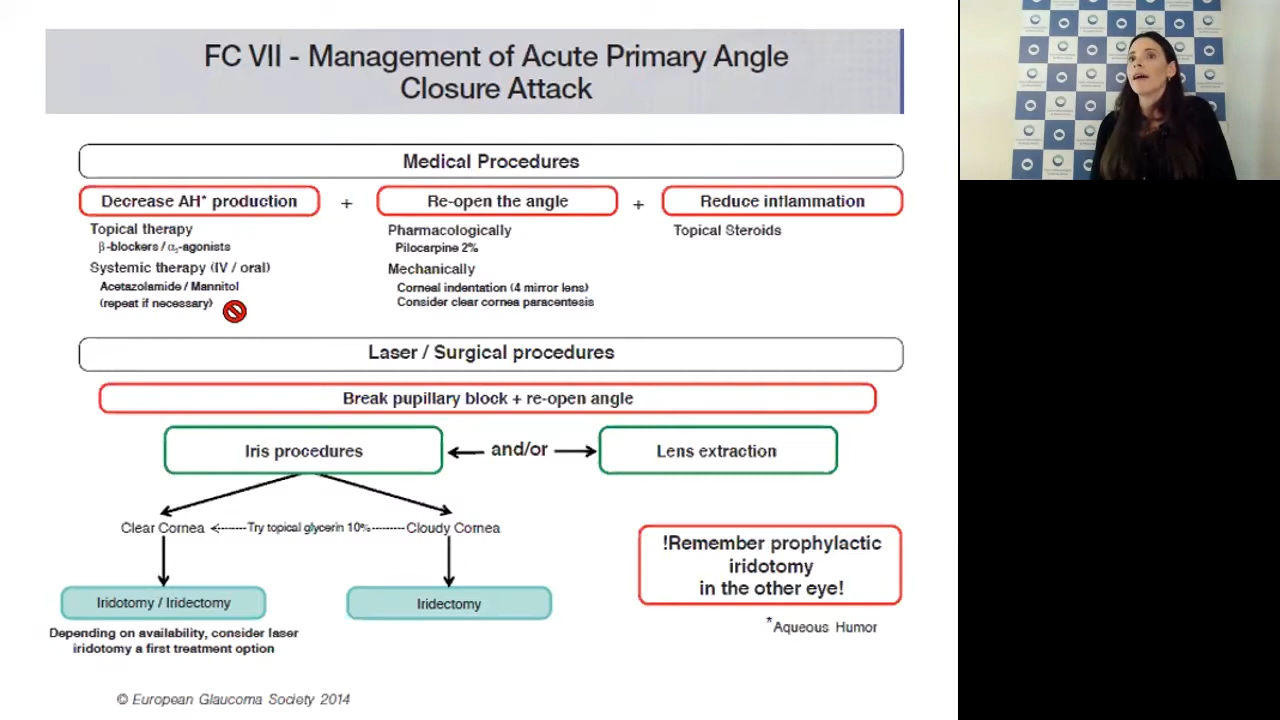 FC VII - Management of Acute Primary Angle
Closure Attack
Medical Procedures
Decrease AH* production
+
Re-open the angle
+
Reduce inflammation
Topical therapy
β-blockers / α₂-agonists
Systemic therapy (IV / oral)
Acetazolamide / Mannitol
(repeat if necessary)
Pharmacologically
Pilocarpine 2%
Mechanically
Corneal indentation (4 mirror lens)
Consider clear cornea paracentesis
Topical Steroids
Laser / Surgical procedures
Break pupillary block + re-open angle
Iris procedures
and/or
Lens extraction
Clear Cornea
Try topical glycerin 10%
Cloudy Cornea
Iridotomy / Iridectomy
Iridectomy
Depending on availability, consider laser
iridotomy a first treatment option
!Remember prophylactic
iridotomy
in the other eye!
*Aqueous Humor
© European Glaucoma Society 2014